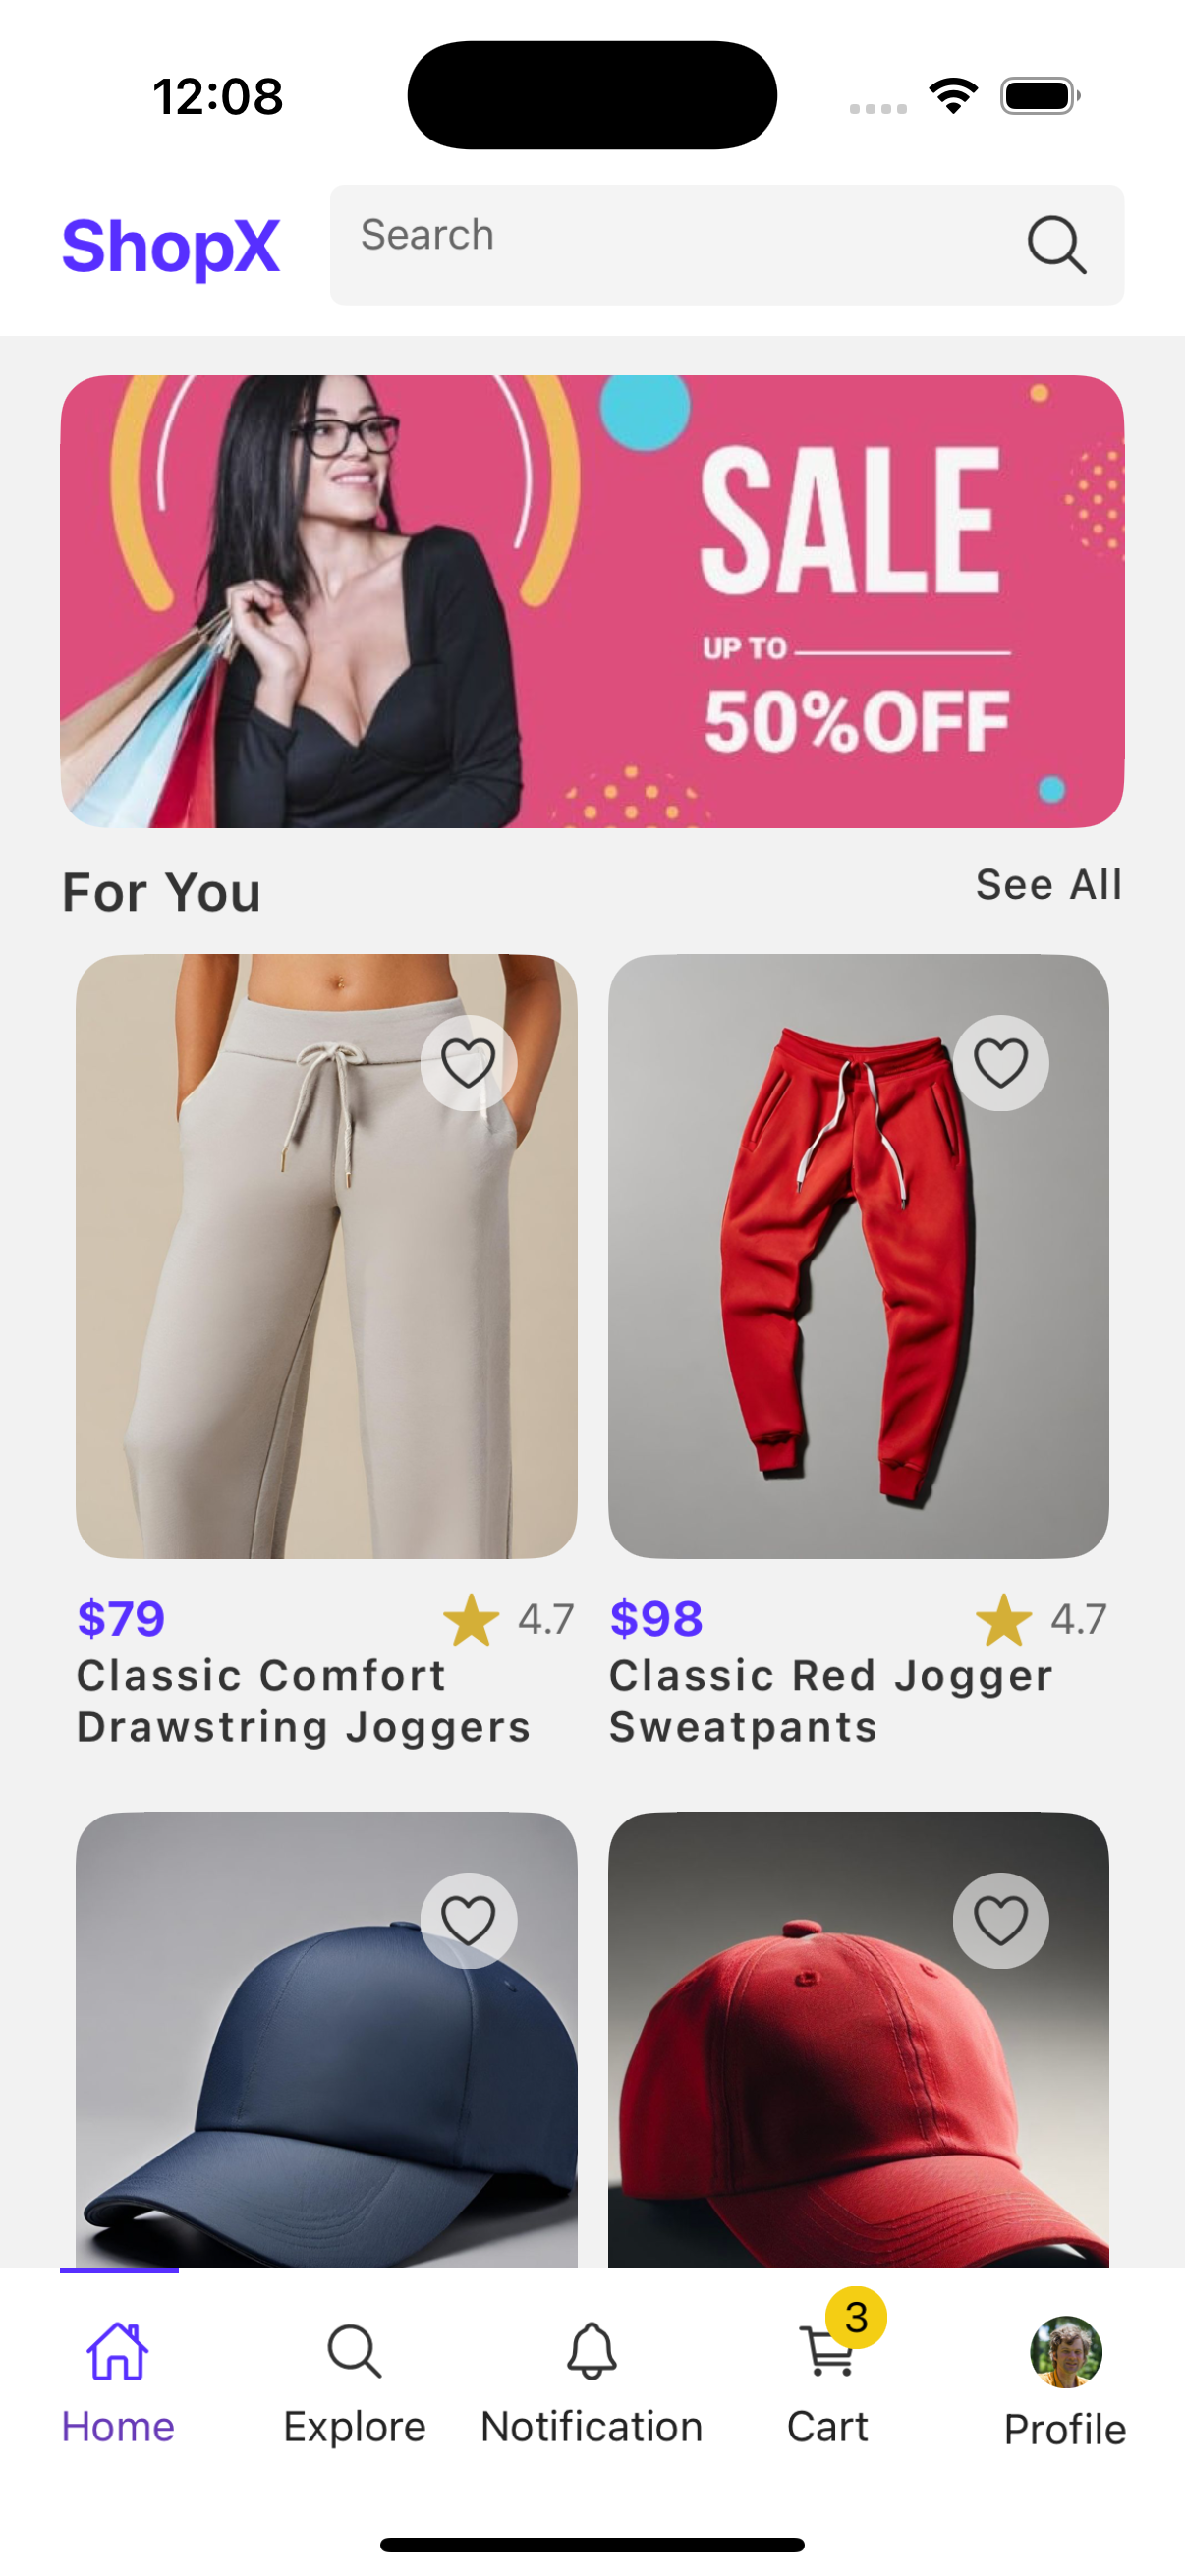 12:08
ShopX
Search
SALE
UP TO
50%OFF
For You
See All
$79
4.7
Classic Comfort
Drawstring Joggers
$98
4.7
Classic Red Jogger
Sweatpants
3
Home
Explore
Notification
Cart
Profile